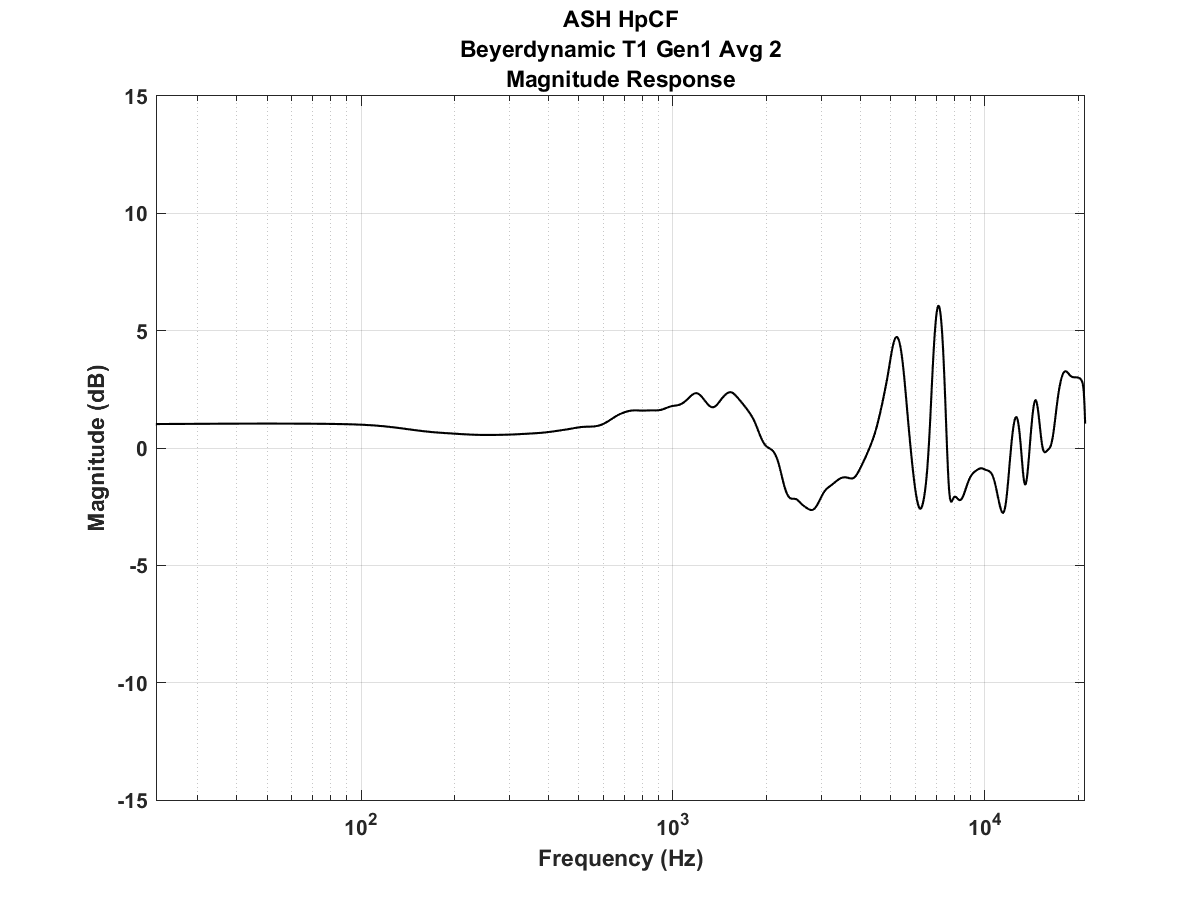 ASH HpCF
Beyerdynamic T1 Gen1 Avg 2
Magnitude Response
15
10
5
0
-5
-10
-15
Magnitude (dB)
10² 10³ 10⁴
Frequency (Hz)